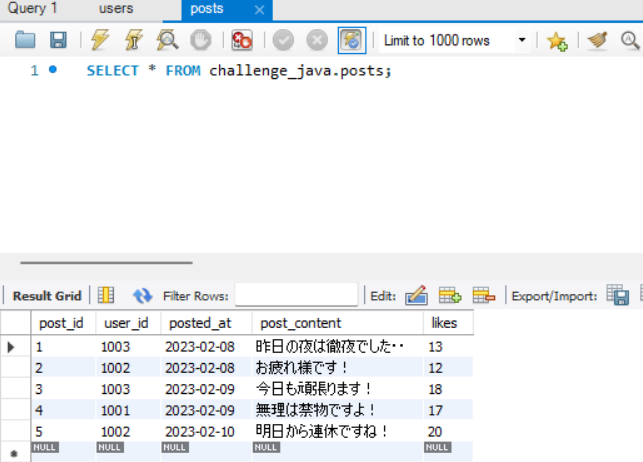 Query 1 users posts ×
Limit to 1000 rows
1 SELECT * FROM challenge_java.posts;
Result Grid Filter Rows: Edit: Export/Import:
post_id user_id posted_at post_content likes
1 1003 2023-02-08 昨日の夜は徹夜でした・・ 13
2 1002 2023-02-08 お疲れ様です！ 12
3 1003 2023-02-09 今日も頑張ります！ 18
4 1001 2023-02-09 無理は禁物ですよ！ 17
5 1002 2023-02-10 明日から連休ですね！ 20
NULL NULL NULL NULL NULL